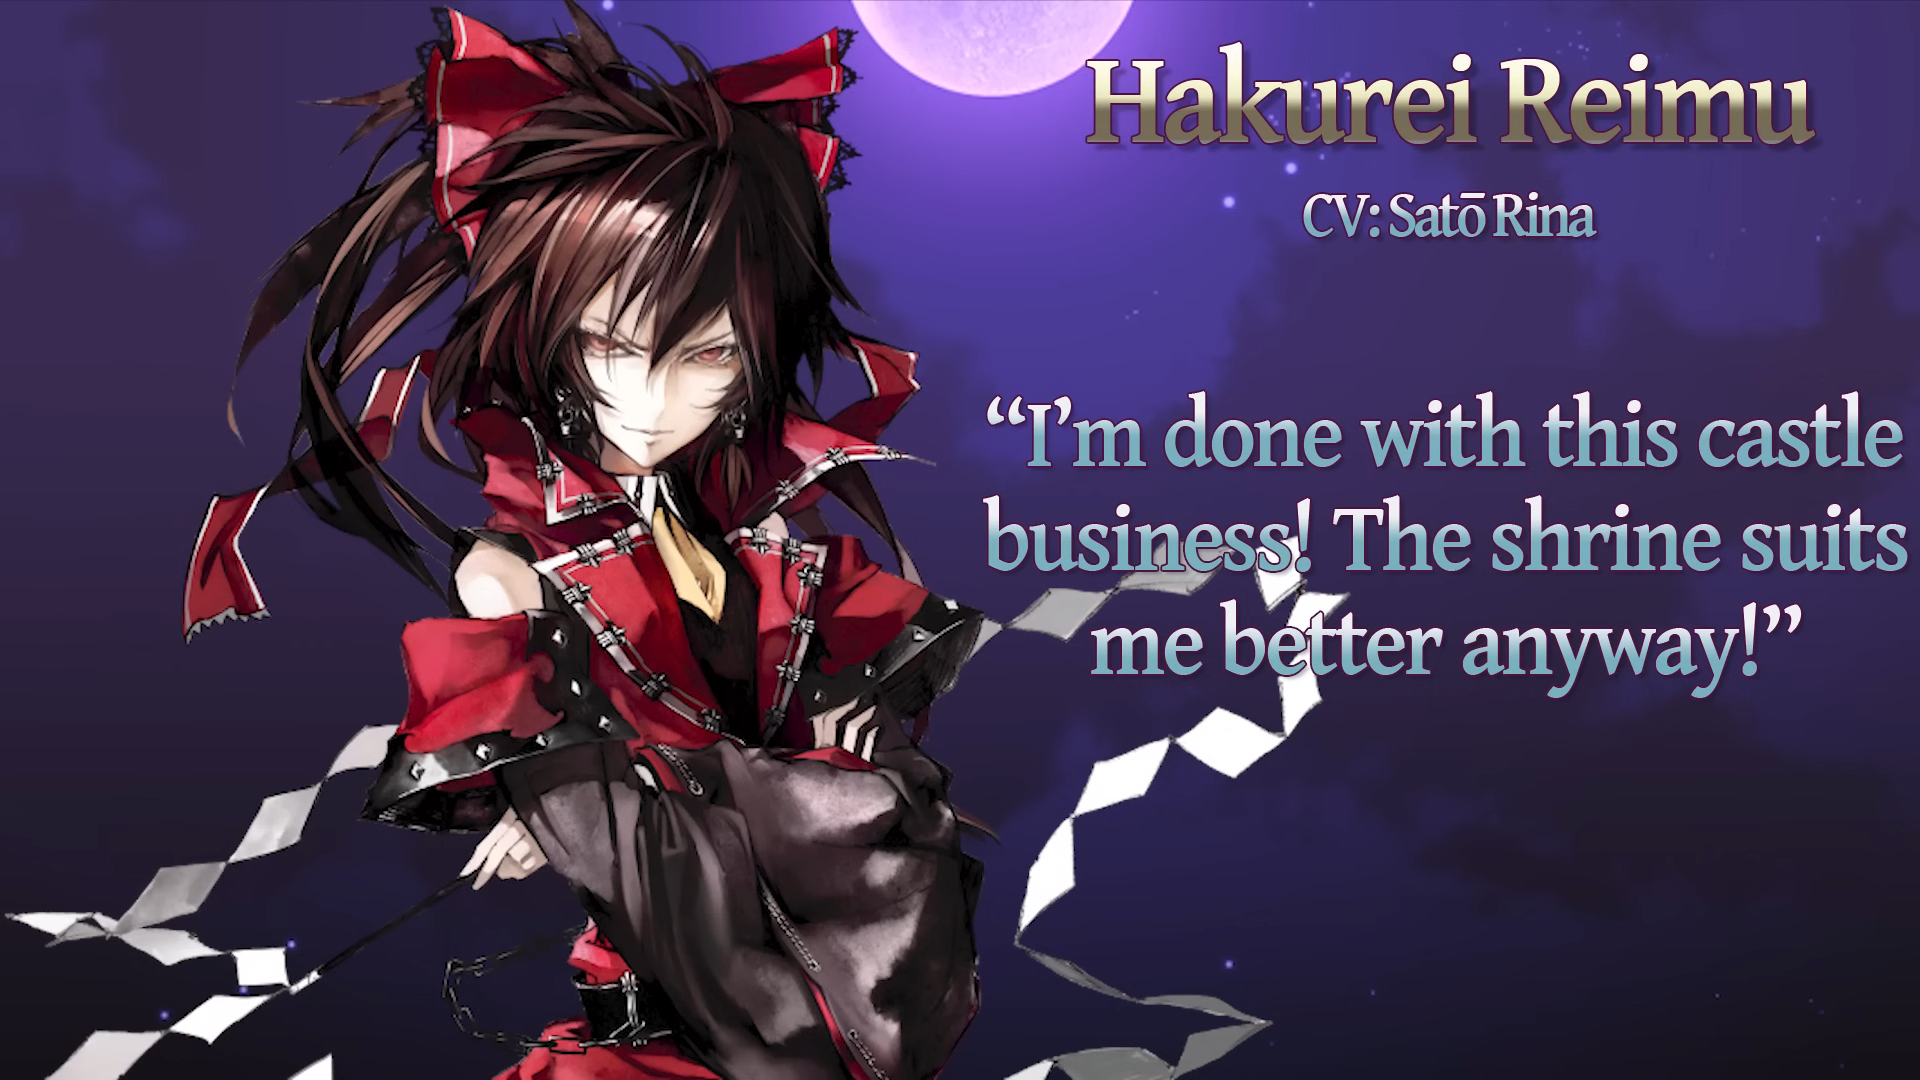 Hakurei Reimu
CV: Satō Rina
“I’m done with this castle
business! The shrine suits
me better anyway!”